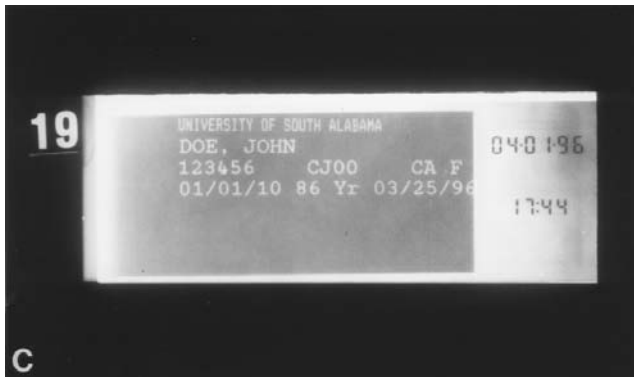 19
UNIVERSITY OF SOUTH ALABAMA
DOE, JOHN
123456 CJ00 CA F
01/01/10 86 Yr 03/25/96
04-01-96
17:44
C